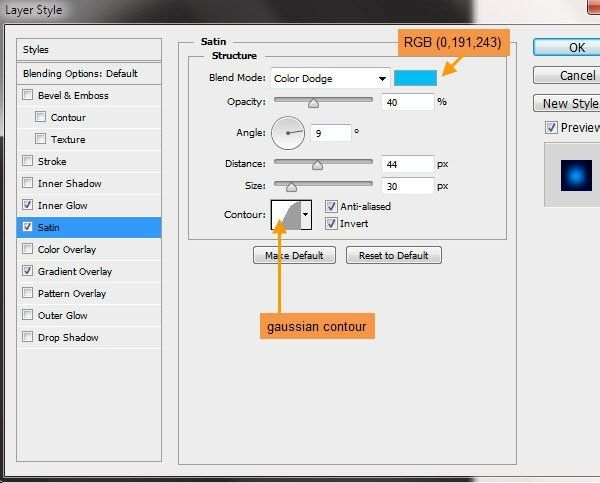 Layer Style
Styles
Blending Options: Default
Bevel & Emboss
Contour
Texture
Stroke
Inner Shadow
Inner Glow
Satin
Color Overlay
Gradient Overlay
Pattern Overlay
Outer Glow
Drop Shadow
Satin
Structure
RGB (0,191,243)
Blend Mode: Color Dodge
Opacity: 40 %
Angle: 9 °
Distance: 44 px
Size: 30 px
Contour: Anti-aliased
Invert
Make Default Reset to Default
gaussian contour
OK
Cancel
New Style
Preview